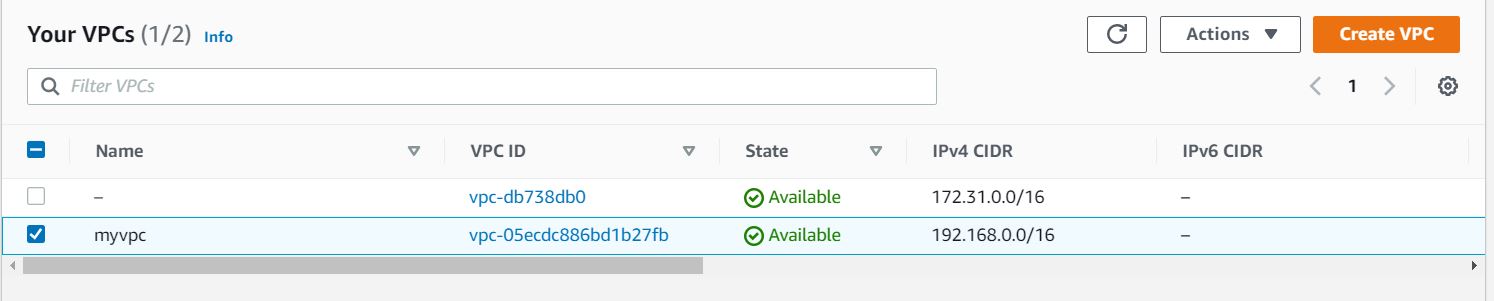 Your VPCs (1/2) Info
Actions
Create VPC
Filter VPCs
1
Name VPC ID State IPv4 CIDR IPv6 CIDR
– vpc-db738db0 Available 172.31.0.0/16 –
myvpc vpc-05ecdc886bd1b27fb Available 192.168.0.0/16 –